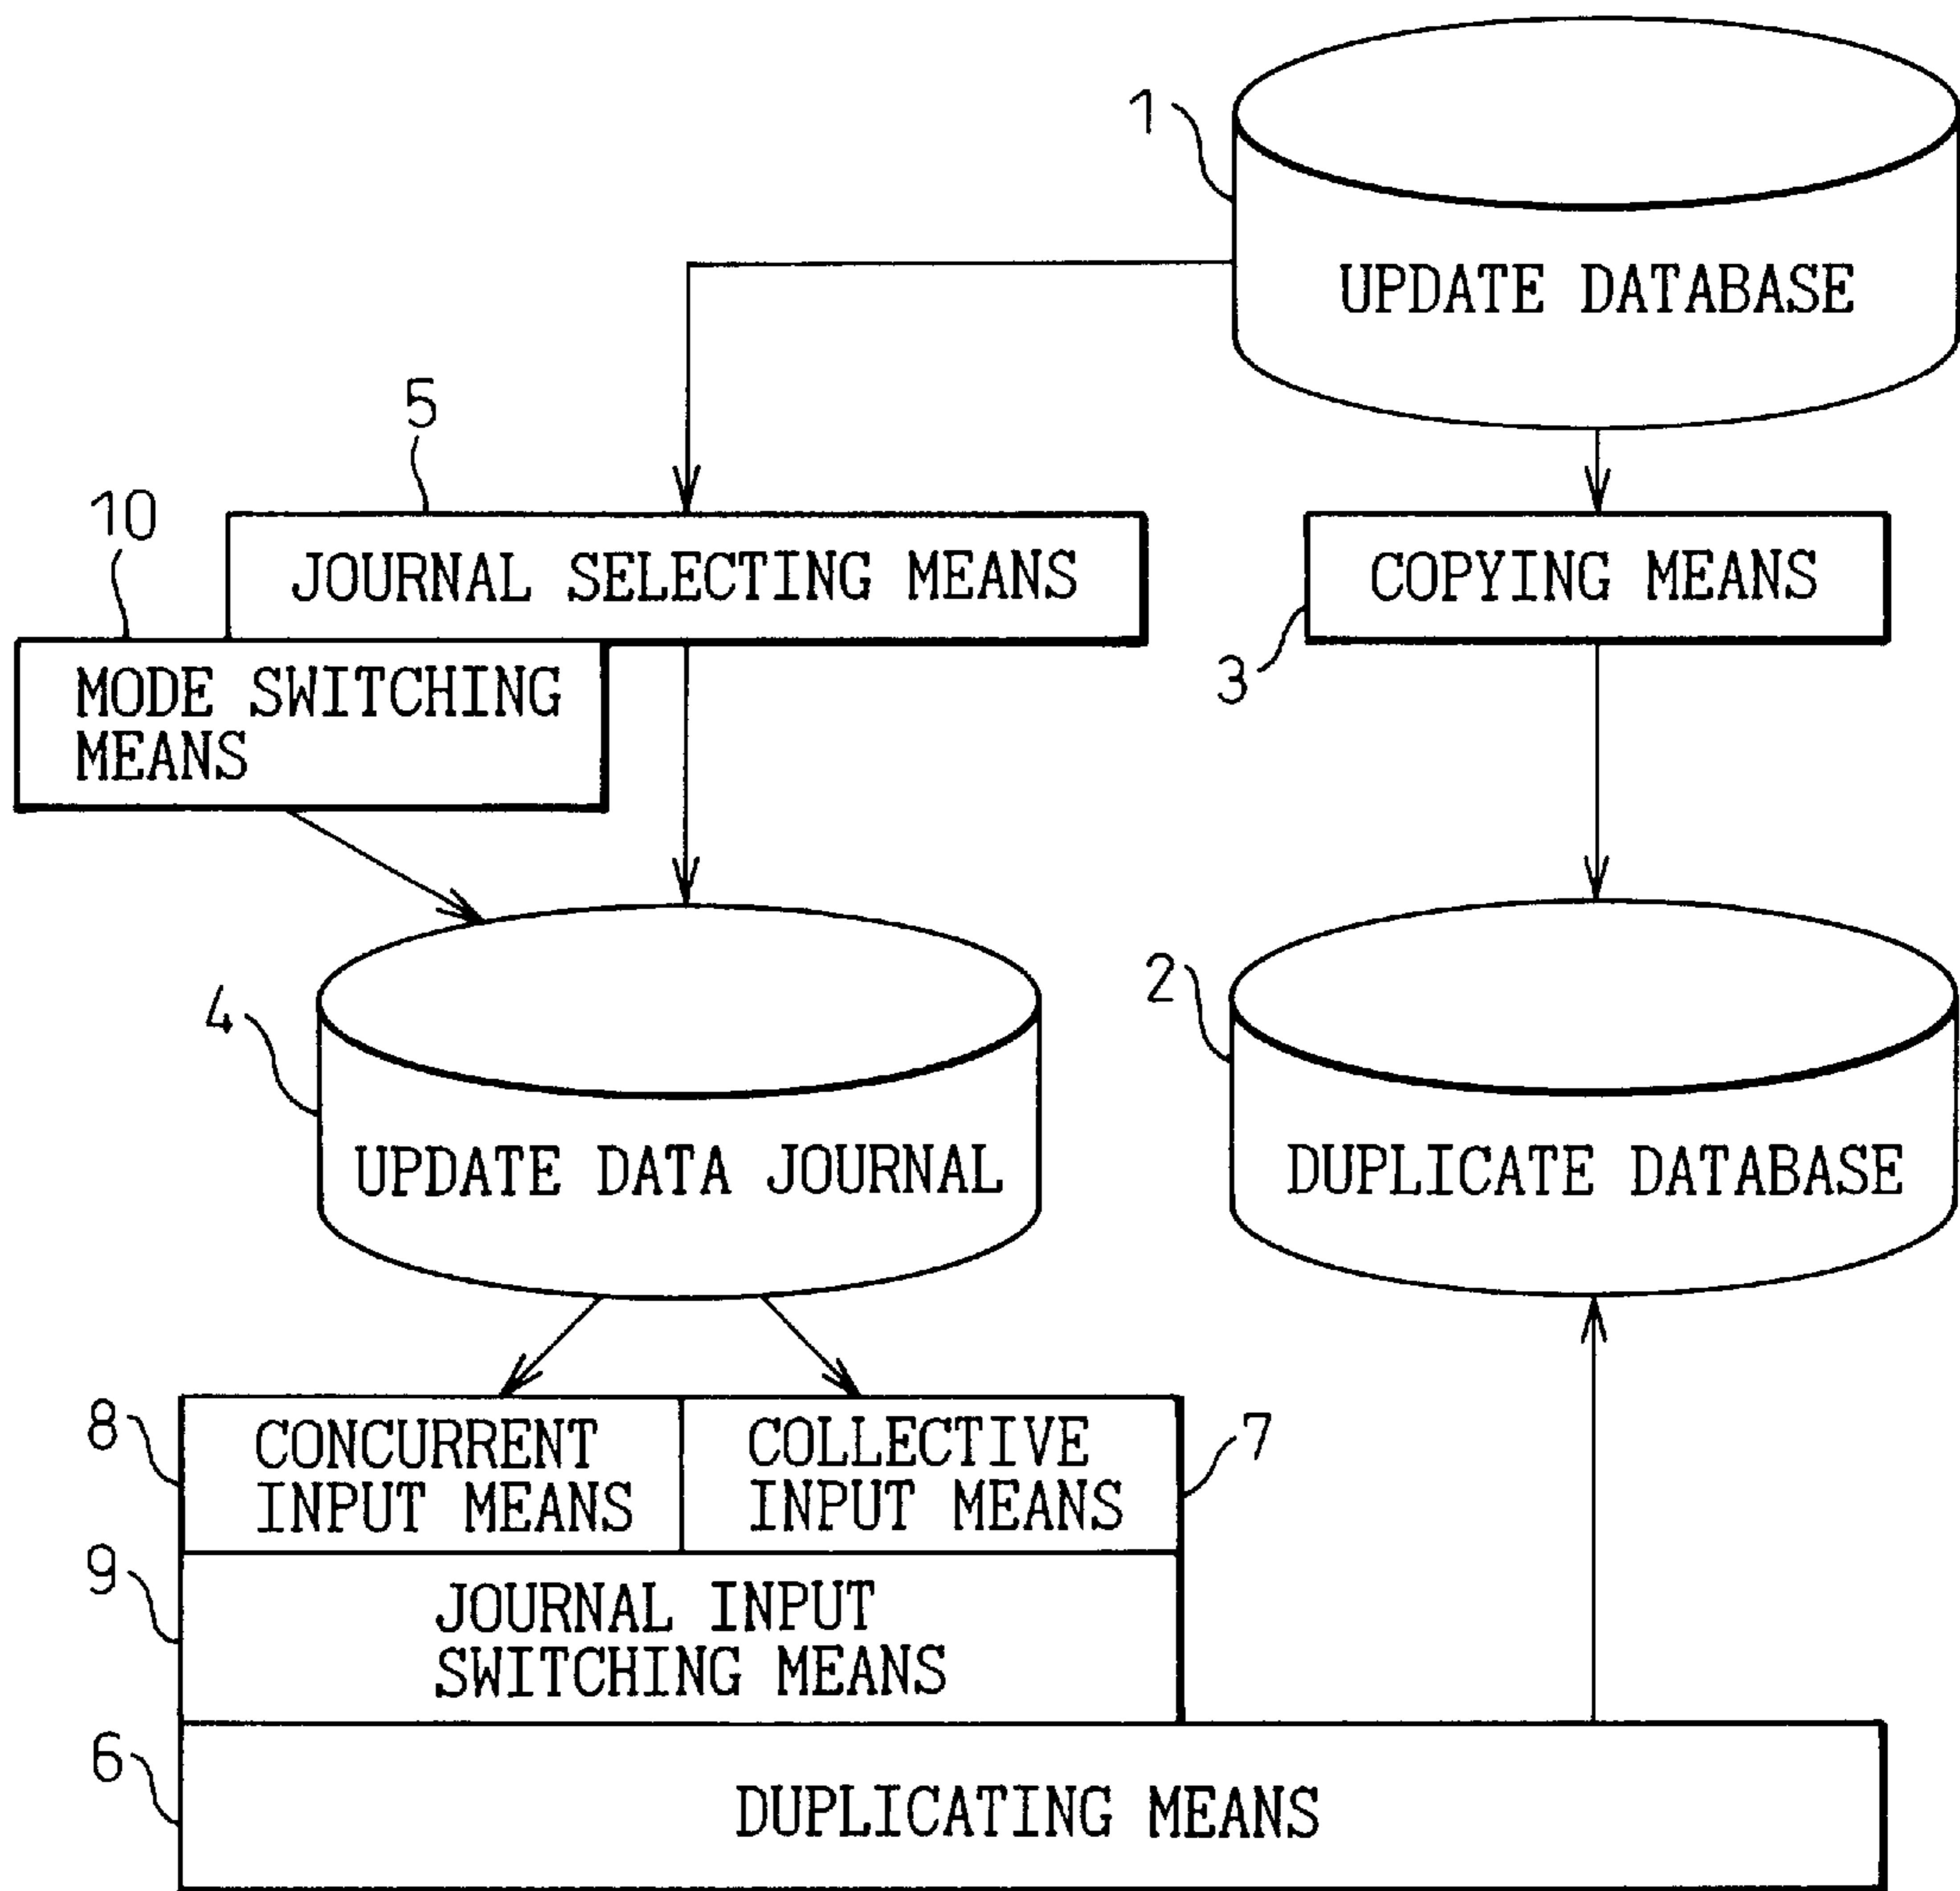 1
UPDATE DATABASE
5
10
JOURNAL SELECTING MEANS
COPYING MEANS
3
MODE SWITCHING
MEANS
4
2
UPDATE DATA JOURNAL
DUPLICATE DATABASE
8
CONCURRENT
INPUT MEANS
COLLECTIVE
INPUT MEANS
7
9
JOURNAL INPUT
SWITCHING MEANS
6
DUPLICATING MEANS